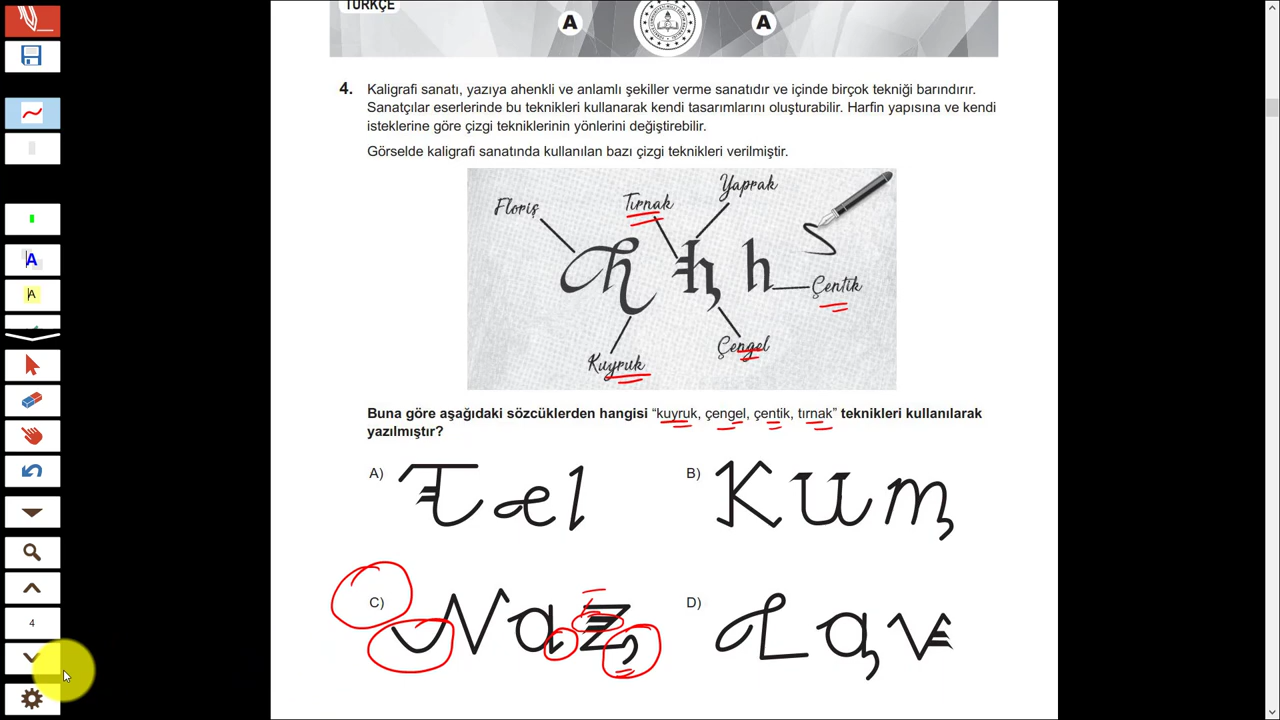 TÜRKÇE
A
A
4. Kaligrafi sanatı, yazıya ahenkli ve anlamlı şekiller verme sanatıdır ve içinde birçok tekniği barındırır.
Sanatçılar eserlerinde bu teknikleri kullanarak kendi tasarımlarını oluşturabilir. Harfin yapısına ve kendi
isteklerine göre çizgi tekniklerinin yönlerini değiştirebilir.
Görselde kaligrafi sanatında kullanılan bazı çizgi teknikleri verilmiştir.
Yaprak
Floriş
Tırnak
h h h
Çentik
Çengel
Kuyruk
Buna göre aşağıdaki sözcüklerden hangisi “kuyruk, çengel, çentik, tırnak” teknikleri kullanılarak
yazılmıştır?
A) Tel
B) Kum
C) Naz
D) Lav
A
A
4